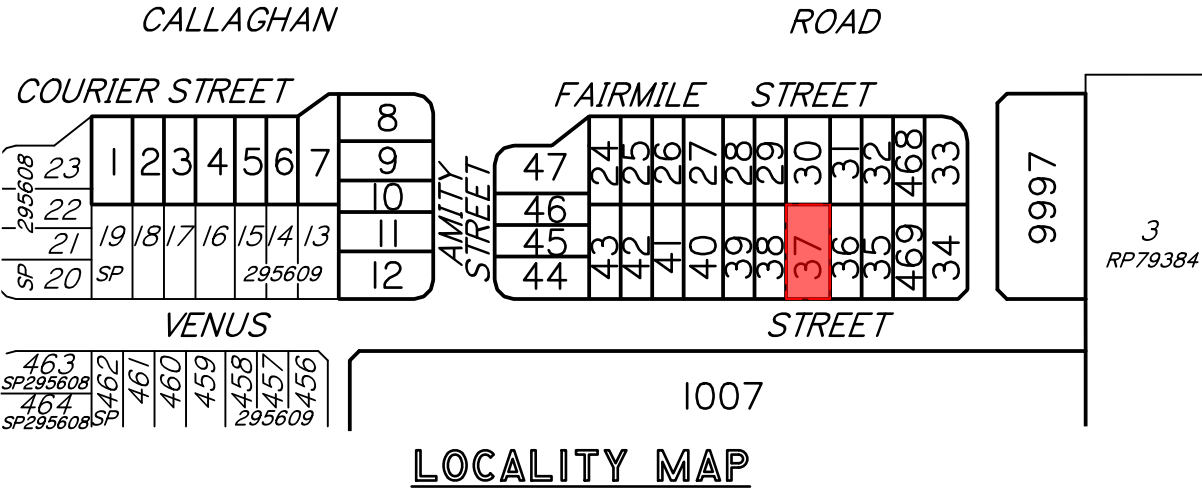 CALLAGHAN ROAD
COURIER STREET
FAIRMILE STREET
8
9
10
11
12
1 2 3 4 5 6 7
23
22
21
20
295608
SP
19 18 17 16 15 14 13
SP 295609
AMITY
STREET
47
46
45
44
24 25 26 27 28 29 30 31 32 468 33
43 42 41 40 39 38 37 36 35 469 34
9997
3
RP79384
VENUS STREET
463
SP295608
464
SP295608
462 461 460 459 458 457 456
SP 295609
1007
LOCALITY MAP